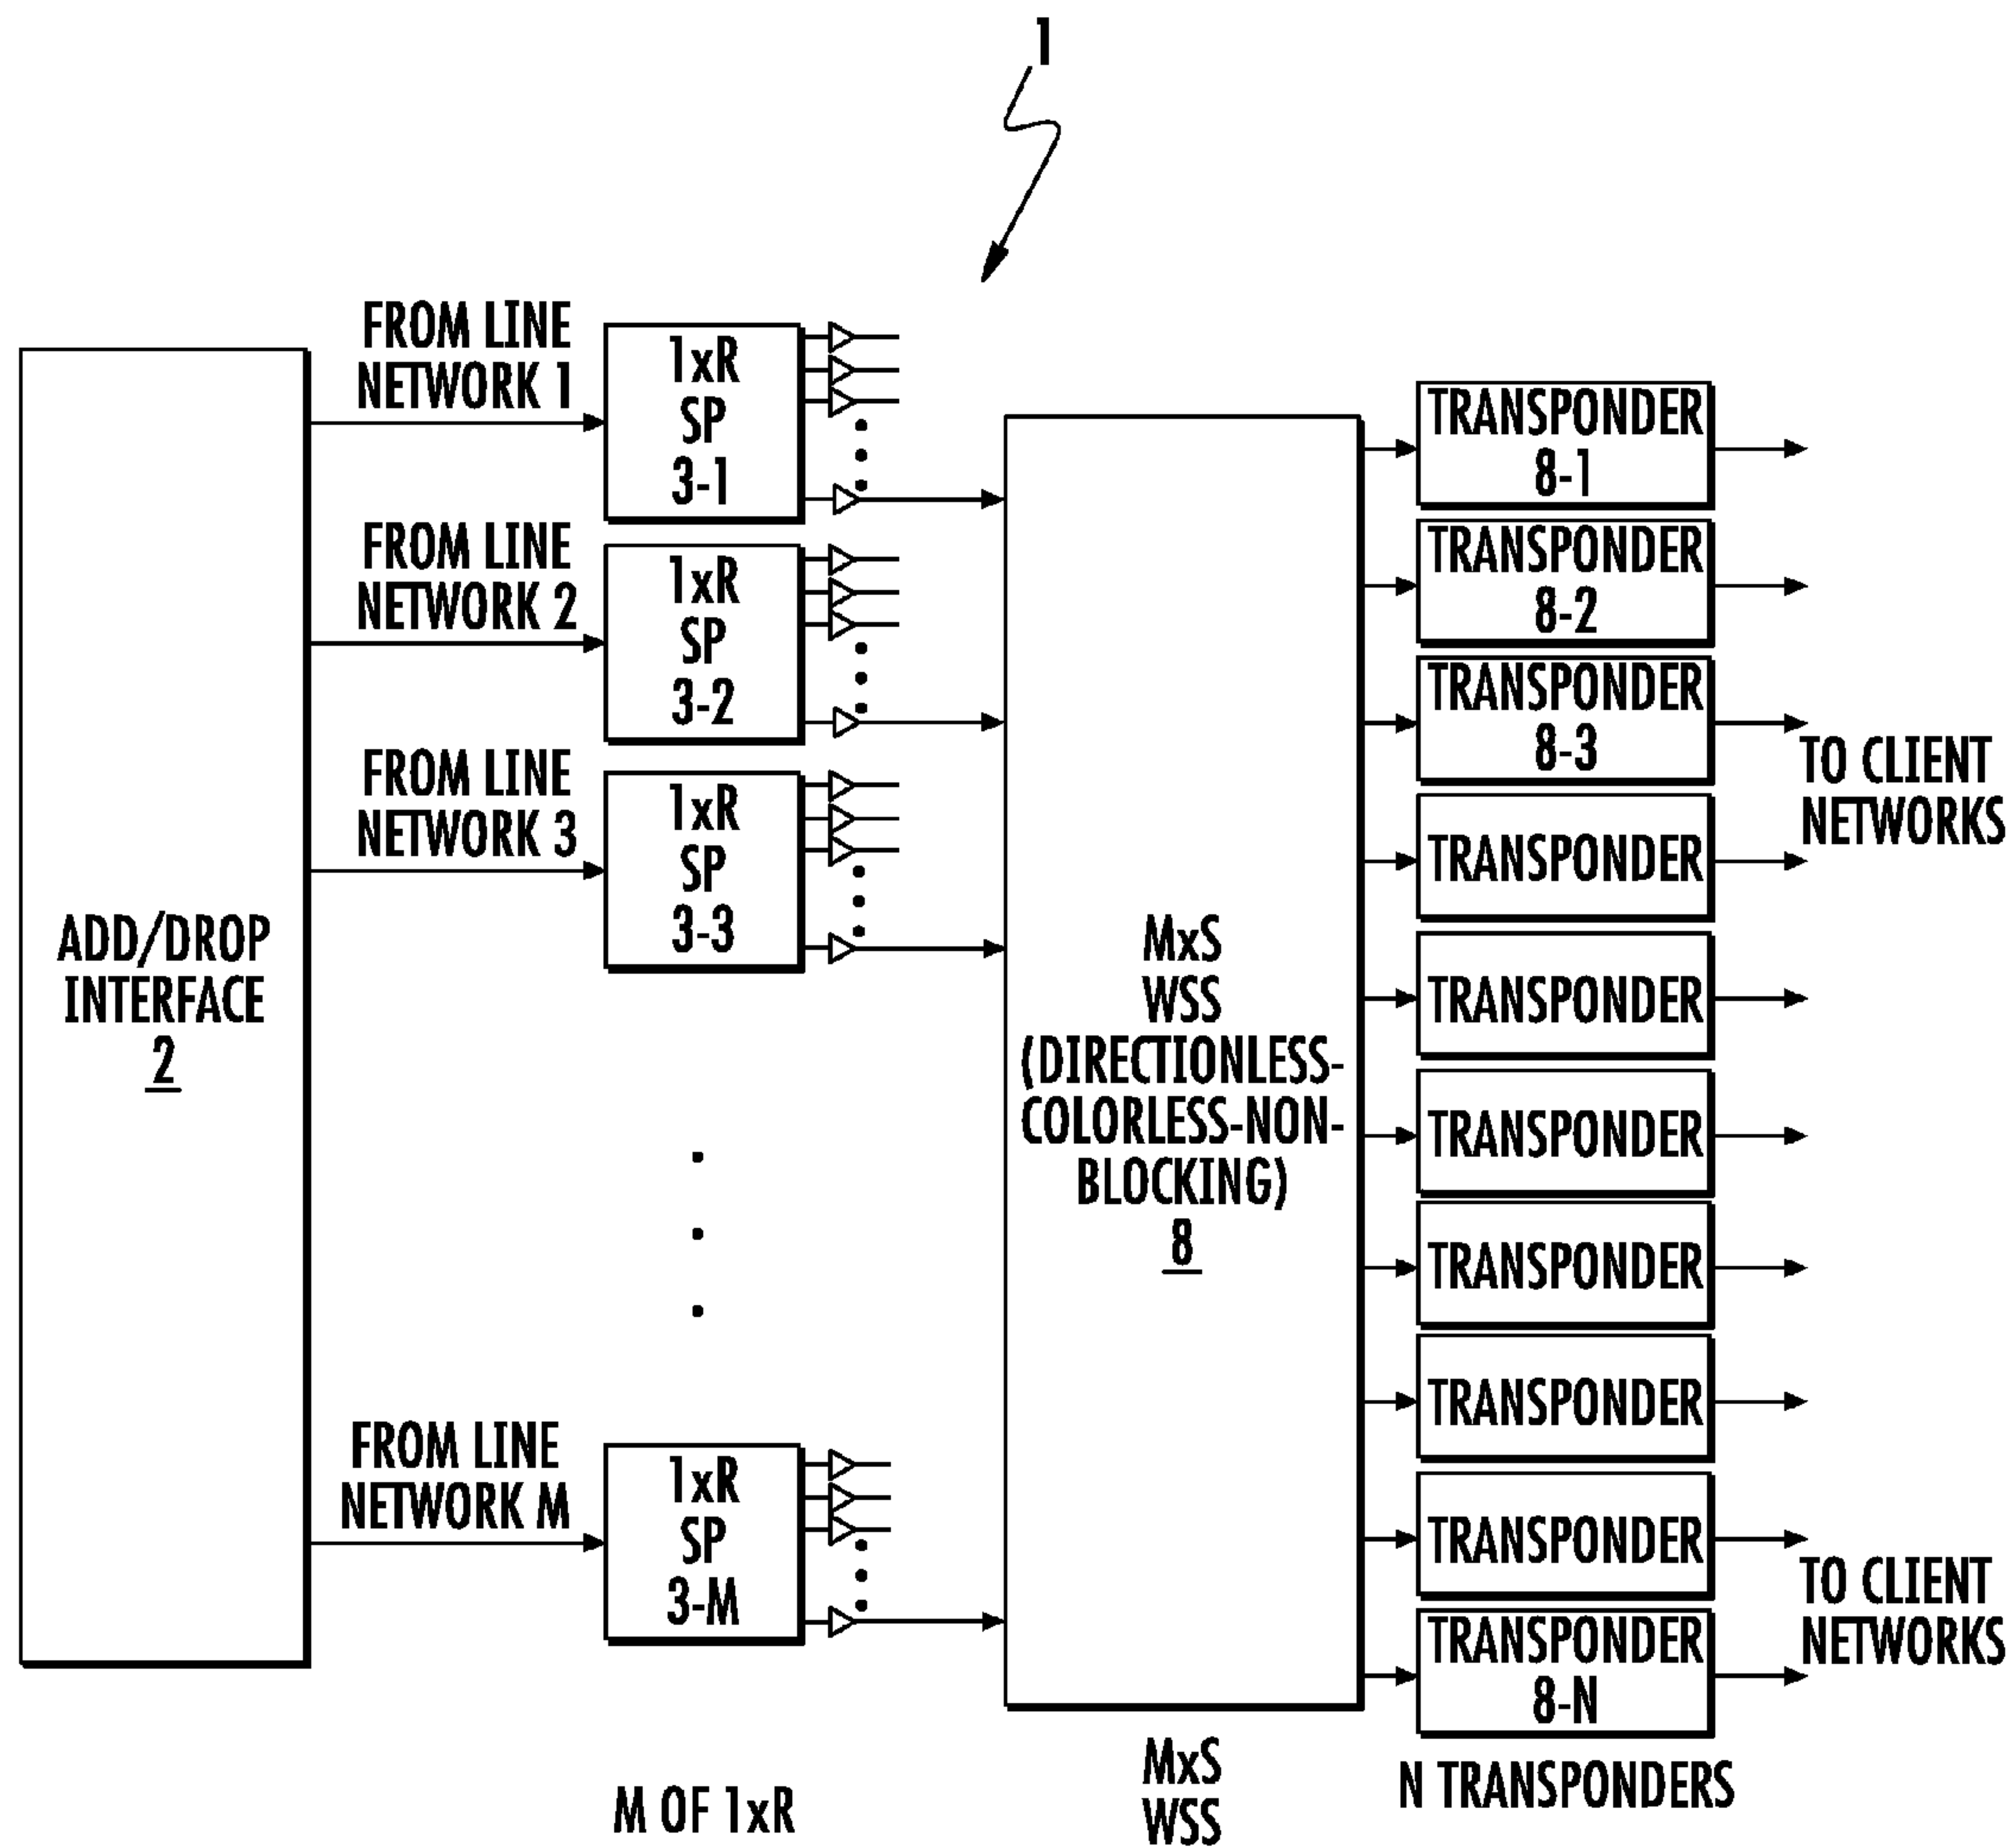 1
FROM LINE
NETWORK 1
1xR
SP
3-1
FROM LINE
NETWORK 2
1xR
SP
3-2
FROM LINE
NETWORK 3
1xR
SP
3-3
FROM LINE
NETWORK M
1xR
SP
3-M
ADD/DROP
INTERFACE
2
MxS
WSS
(DIRECTIONLESS-
COLORLESS-NON-
BLOCKING)
8
TRANSPONDER
8-1
TRANSPONDER
8-2
TRANSPONDER
8-3
TRANSPONDER
TRANSPONDER
TRANSPONDER
TRANSPONDER
TRANSPONDER
TRANSPONDER
TRANSPONDER
8-N
TO CLIENT
NETWORKS
TO CLIENT
NETWORKS
M OF 1xR
MxS
WSS
N TRANSPONDERS